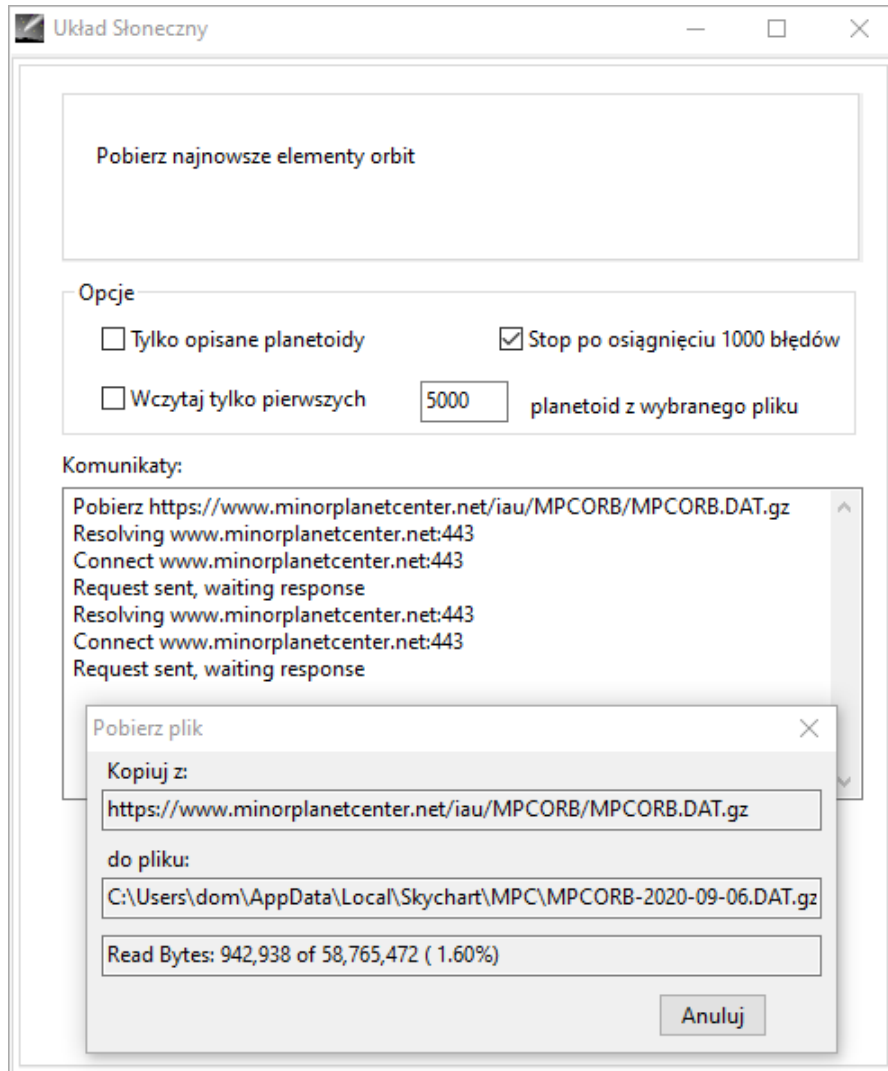 Układ Słoneczny
Pobierz najnowsze elementy orbit
Opcje
Tylko opisane planetoidy
Stop po osiągnięciu 1000 błędów
Wczytaj tylko pierwszych
5000
planetoid z wybranego pliku
Komunikaty:
Pobierz https://www.minorplanetcenter.net/iau/MPCORB/MPCORB.DAT.gz
Resolving www.minorplanetcenter.net:443
Connect www.minorplanetcenter.net:443
Request sent, waiting response
Resolving www.minorplanetcenter.net:443
Connect www.minorplanetcenter.net:443
Request sent, waiting response
Pobierz plik
Kopiuj z:
https://www.minorplanetcenter.net/iau/MPCORB/MPCORB.DAT.gz
do pliku:
C:\Users\dom\AppData\Local\Skychart\MPC\MPCORB-2020-09-06.DAT.gz
Read Bytes: 942,938 of 58,765,472 ( 1.60%)
Anuluj